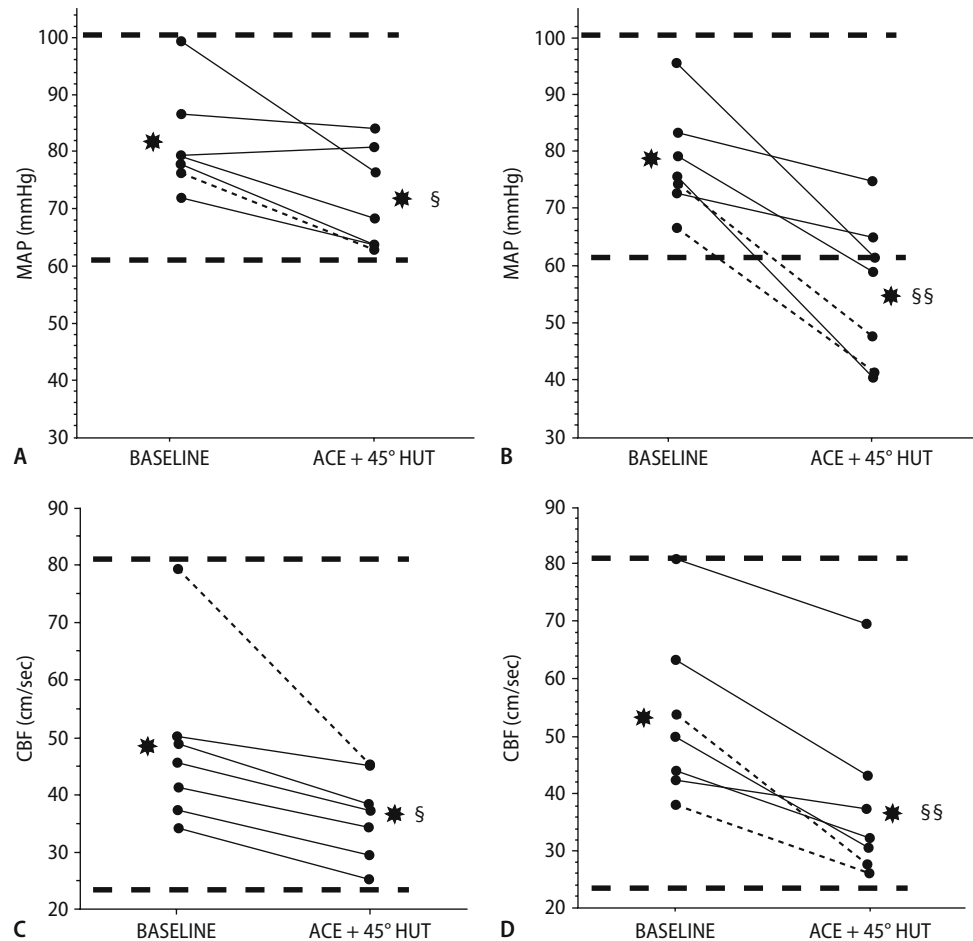 100
90
80
70
60
50
40
30
MAP (mmHg)
§
A
BASELINE
ACE + 45° HUT
100
90
80
70
60
50
40
30
MAP (mmHg)
§§
B
BASELINE
ACE + 45° HUT
90
80
70
60
50
40
30
20
CBF (cm/sec)
§
C
BASELINE
ACE + 45° HUT
90
80
70
60
50
40
30
20
CBF (cm/sec)
§§
D
BASELINE
ACE + 45° HUT